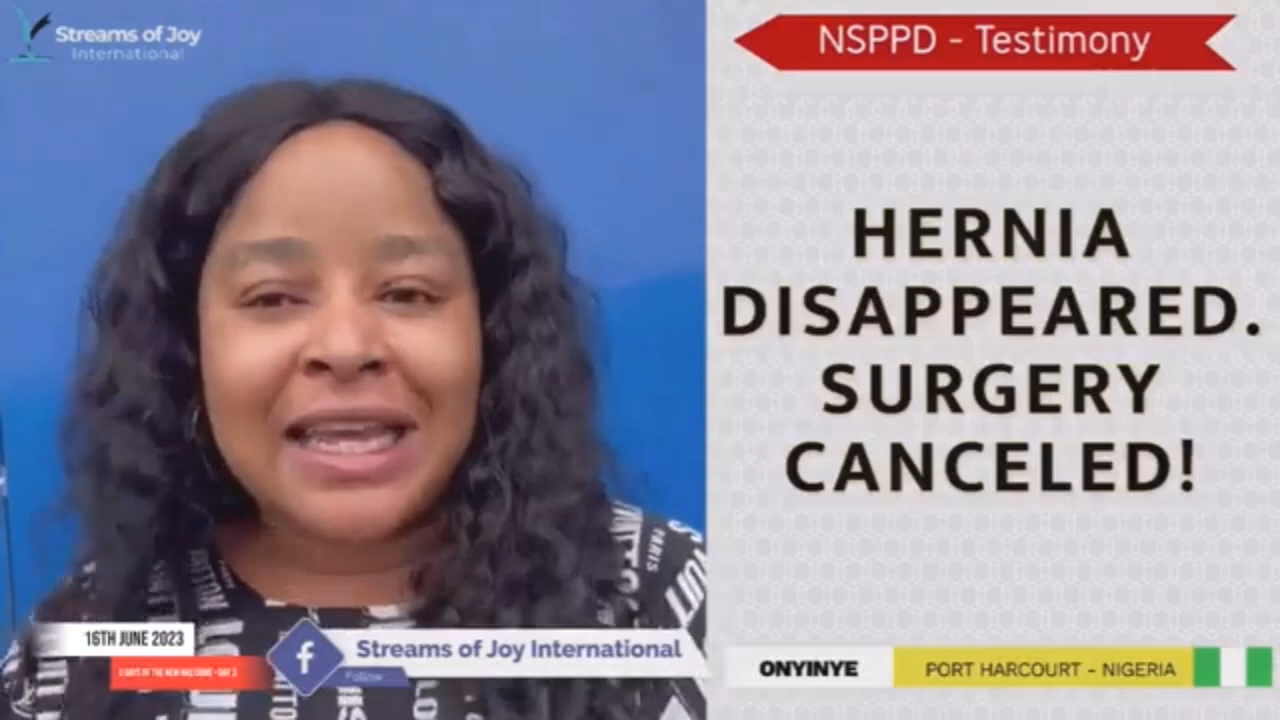 Streams of Joy
International
NSPPD - Testimony
HERNIA
DISAPPEARED.
SURGERY
CANCELED!
PARIS
16TH JUNE 2023
f
Streams of Joy International
Follow
ONYINYE
PORT HARCOURT - NIGERIA